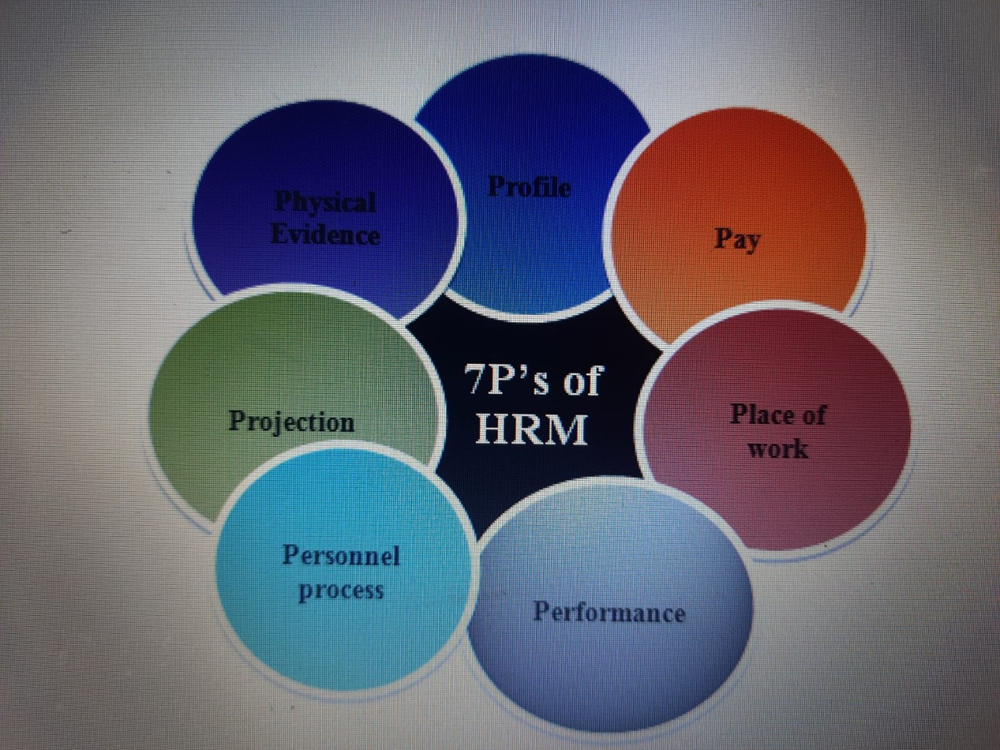 Profile
Physical
Evidence
Pay
7P's of
HRM
Place of
work
Projection
Personnel
process
Performance